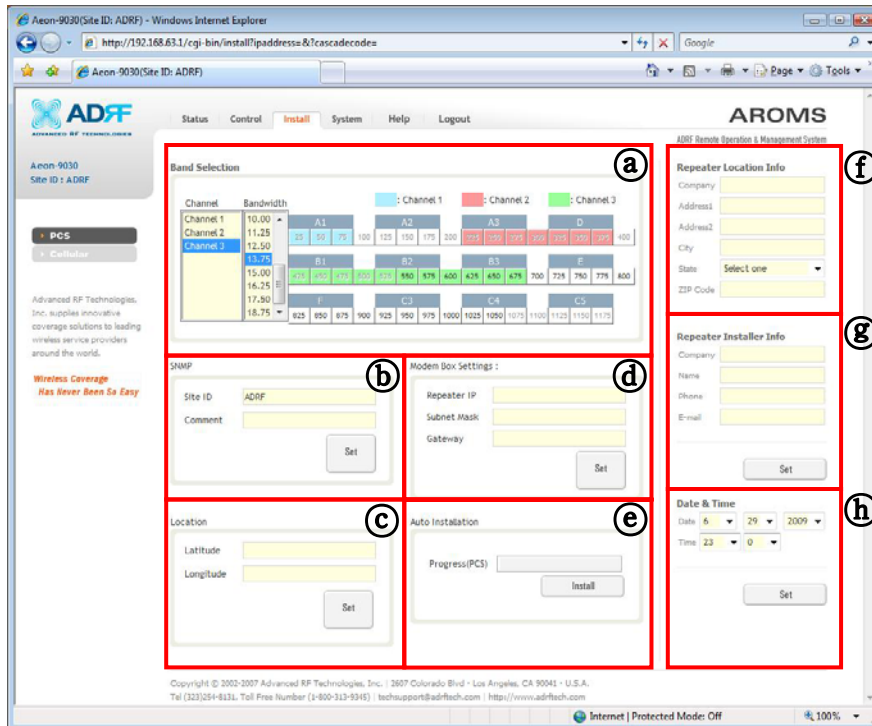 Aeon-9030(Site ID: ADRF) - Windows Internet Explorer
http://192.168.63.1/cgi-bin/install?ipaddress=&?cascadecode=
Google
Aeon-9030(Site ID: ADRF)
Page
Tools
ADRF
ADVANCED RF TECHNOLOGIES
Status Control Install System Help Logout
AROMS
ADRF Remote Operation & Management System
Aeon-9030
Site ID : ADRF
PCS
Cellular
Advanced RF Technologies,
Inc. supplies innovative
coverage solutions to leading
wireless service providers
around the world.
Wireless Coverage
Has Never Been So Easy
ⓐ
Band Selection
Channel Bandwidth
: Channel 1 : Channel 2 : Channel 3
Channel 1
Channel 2
Channel 3
10.00
11.25
12.50
13.75
15.00
16.25
17.50
18.75
A1 A2 A3 D
25 50 75 100 125 150 175 200 400
B1 B2 B3 E
425 450 475 500 525 550 575 600 625 650 675 700 725 750 775 800
F C3 C4 C5
825 850 875 900 925 950 975 1000 1025 1050 1075 1100 1125 1150 1175
ⓑ
SNMP
Site ID ADRF
Comment
Set
ⓓ
Modem Box Settings :
Repeater IP
Subnet Mask
Gateway
Set
ⓒ
Location
Latitude
Longitude
Set
ⓔ
Auto Installation
Progress(PCS)
Install
ⓕ
Repeater Location Info
Company
Address1
Address2
City
State Select one
ZIP Code
ⓖ
Repeater Installer Info
Company
Name
Phone
E-mail
Set
ⓗ
Date & Time
Date 6 29 2009
Time 23 0
Set
Copyright © 2002-2007 Advanced RF Technologies, Inc. | 2607 Colorado Blvd · Los Angeles, CA 90041 · U.S.A.
Tel (323)254-8131. Toll Free Number (1-800-313-9345) | techsupport@adrftech.com | http://www.adrftech.com
Internet | Protected Mode: Off
100%